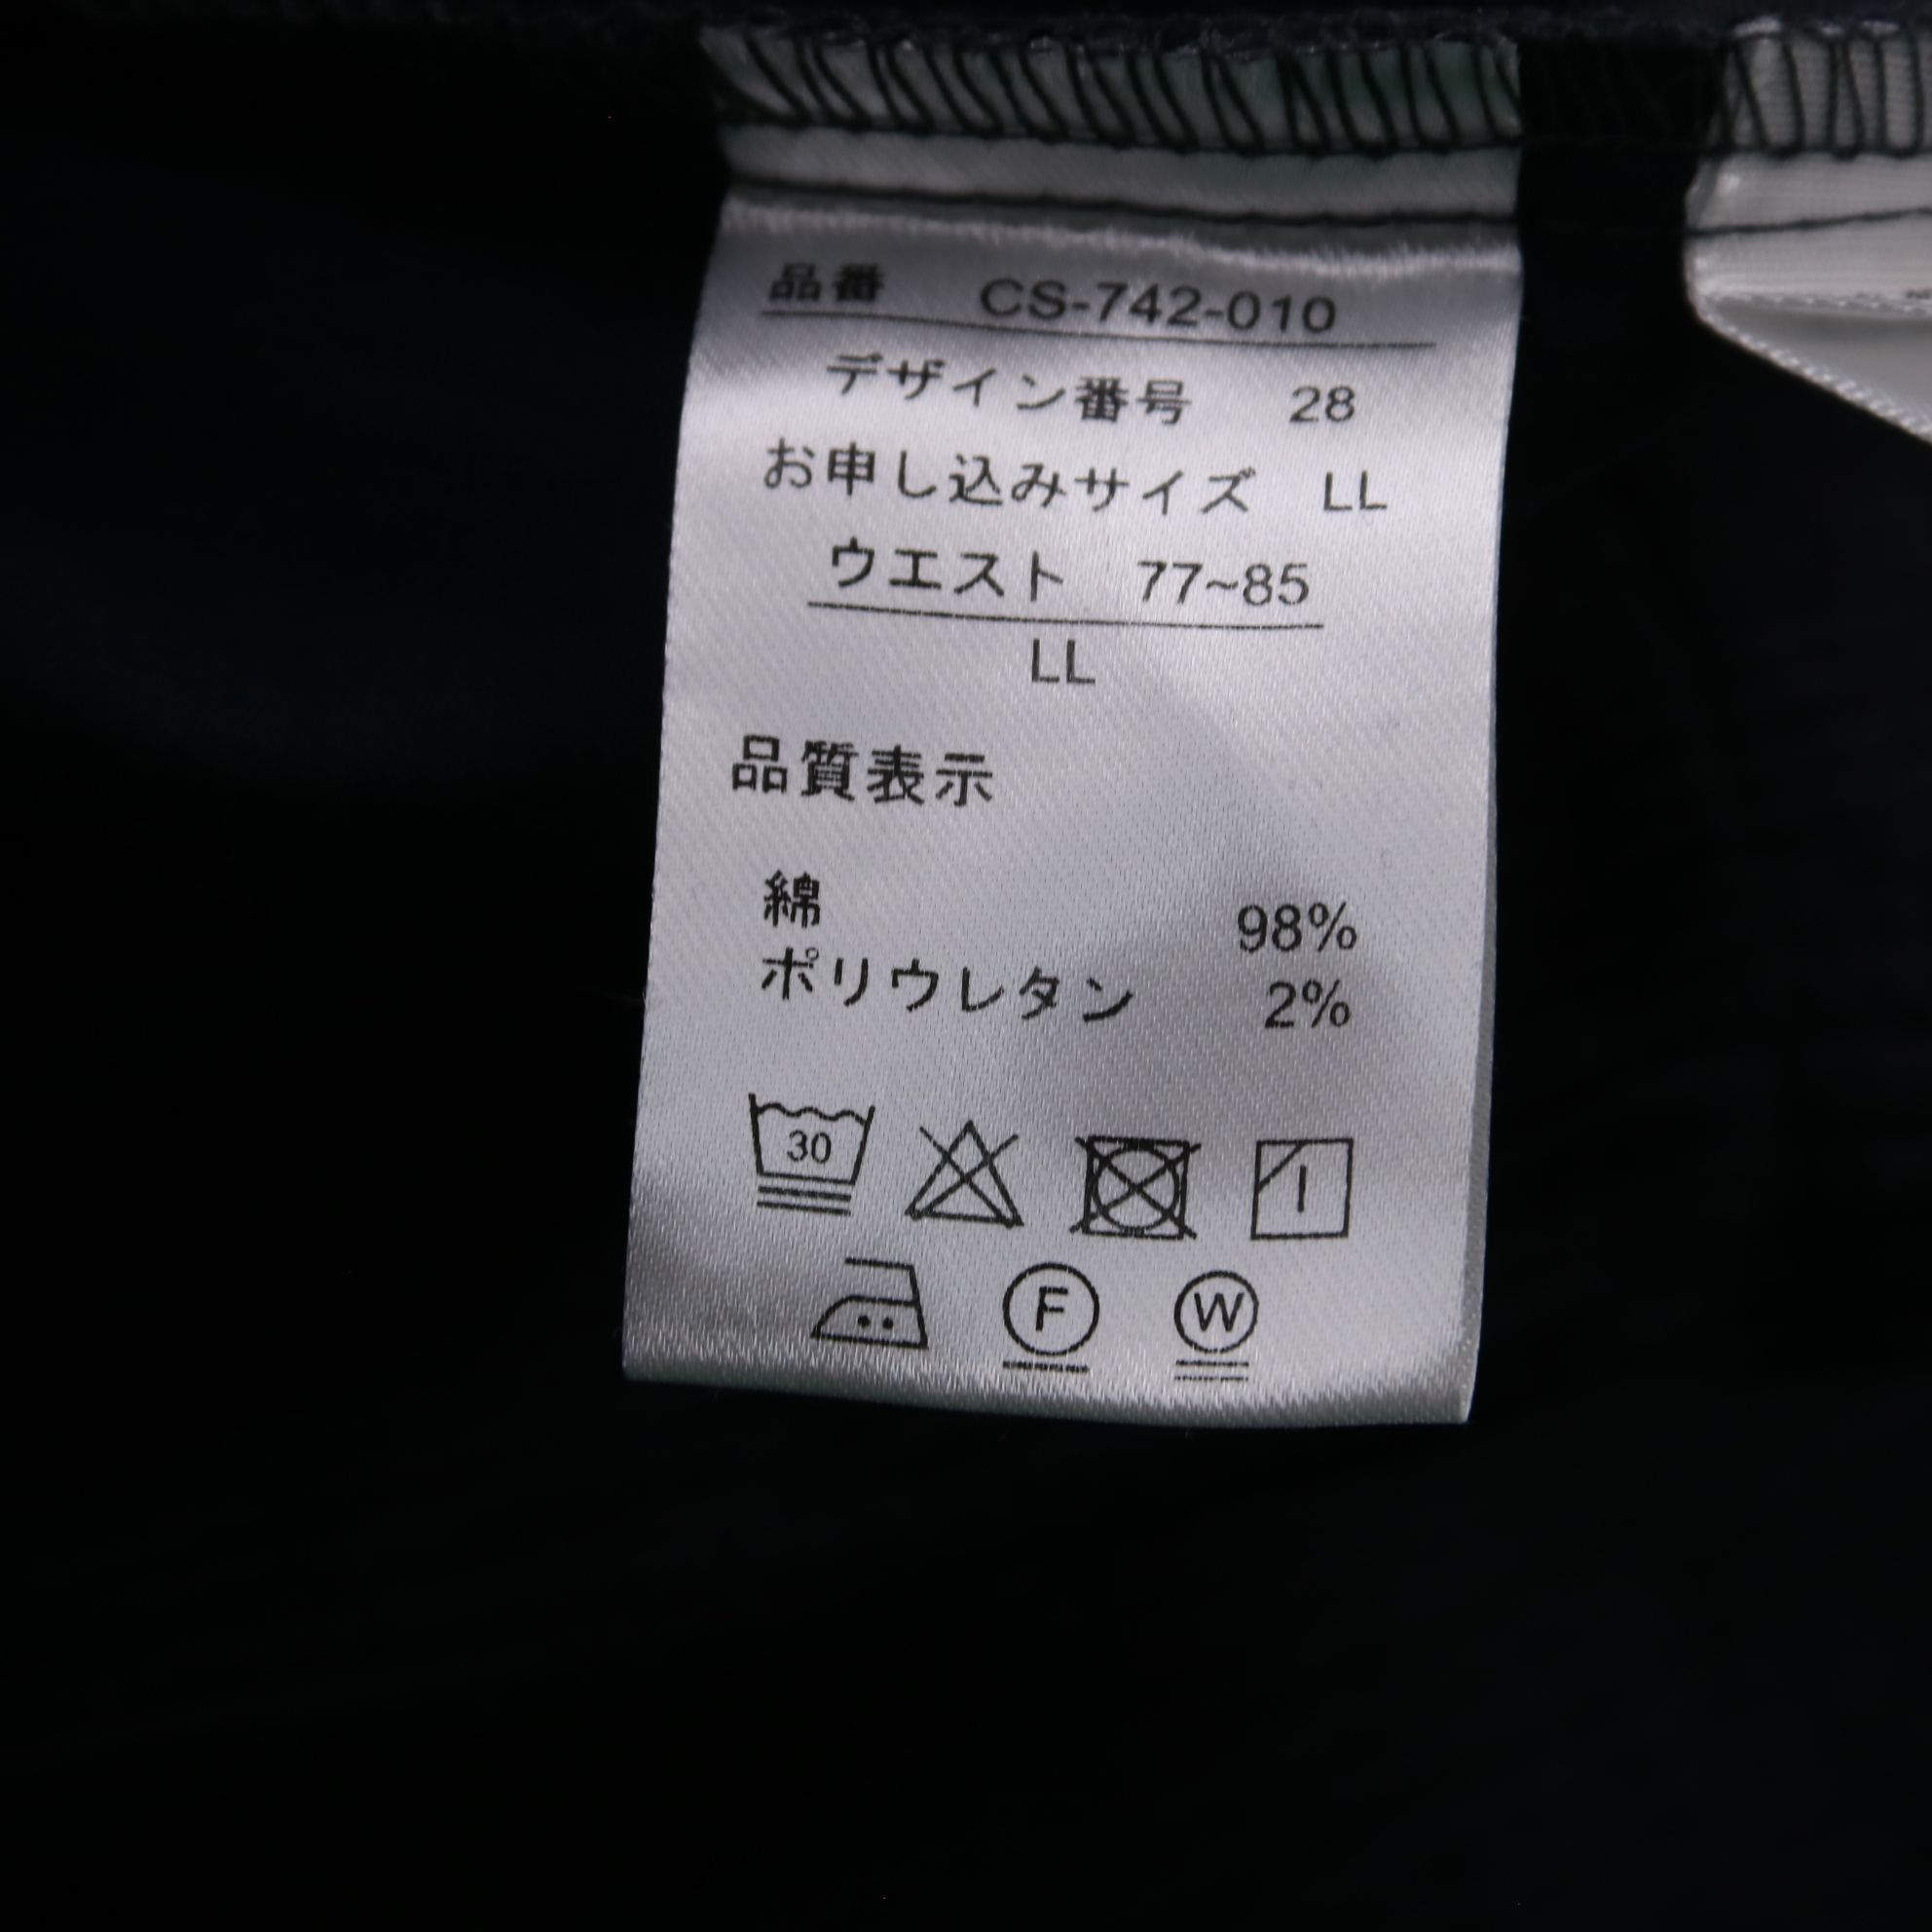 品番 CS-742-010
デザイン番号 28
お申し込みサイズ LL
ウエスト 77~85
LL
品質表示
綿 98%
ポリウレタン 2%
30
F W